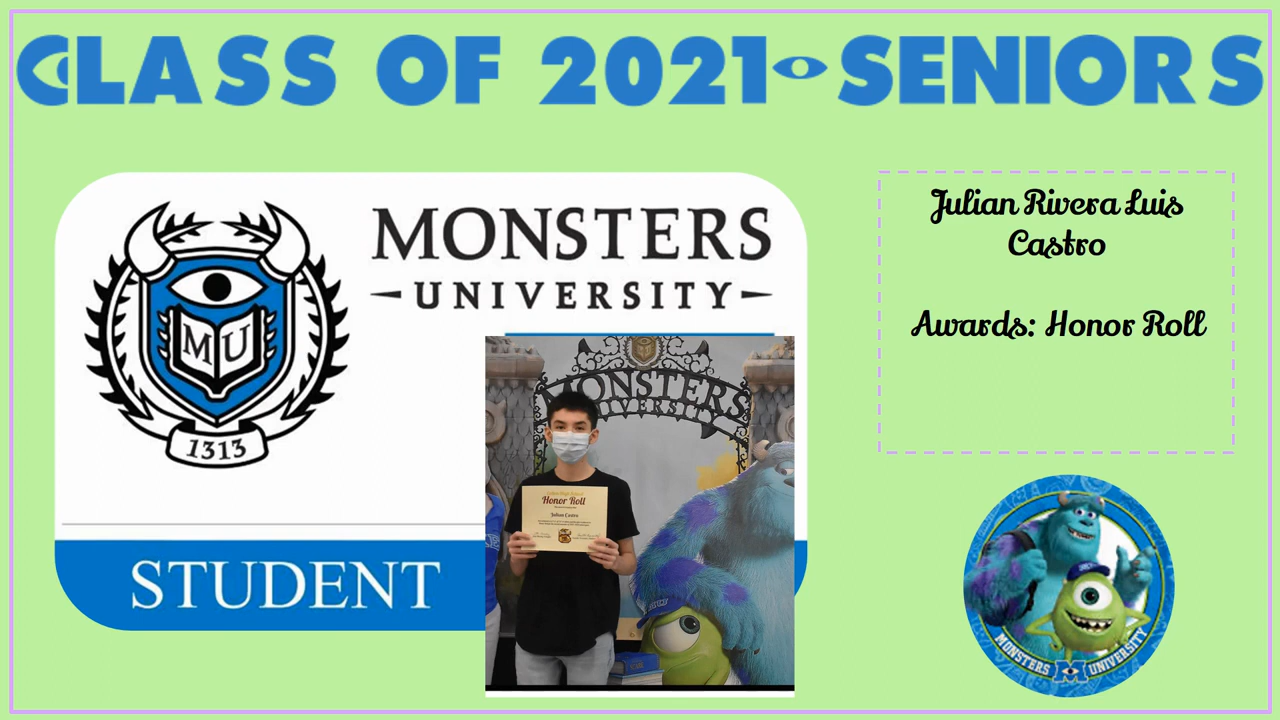 CLASS OF 2021 SENIORS
MONSTERS
UNIVERSITY
MU
1313
STUDENT
Julian Rivera Luis
Castro
Awards: Honor Roll
MONSTERS
UNIVERSITY
Honor Roll
Julian Castro
MONSTERS UNIVERSITY